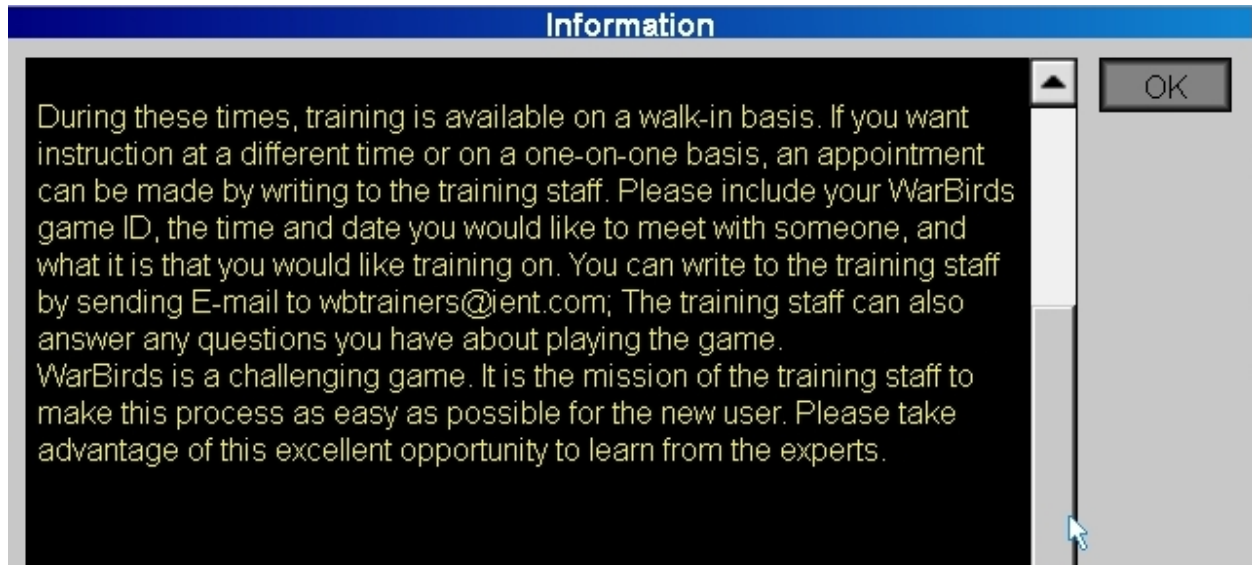 Information
OK
During these times, training is available on a walk-in basis. If you want
instruction at a different time or on a one-on-one basis, an appointment
can be made by writing to the training staff. Please include your WarBirds
game ID, the time and date you would like to meet with someone, and
what it is that you would like training on. You can write to the training staff
by sending E-mail to wbtrainers@ient.com; The training staff can also
answer any questions you have about playing the game.
WarBirds is a challenging game. It is the mission of the training staff to
make this process as easy as possible for the new user. Please take
advantage of this excellent opportunity to learn from the experts.